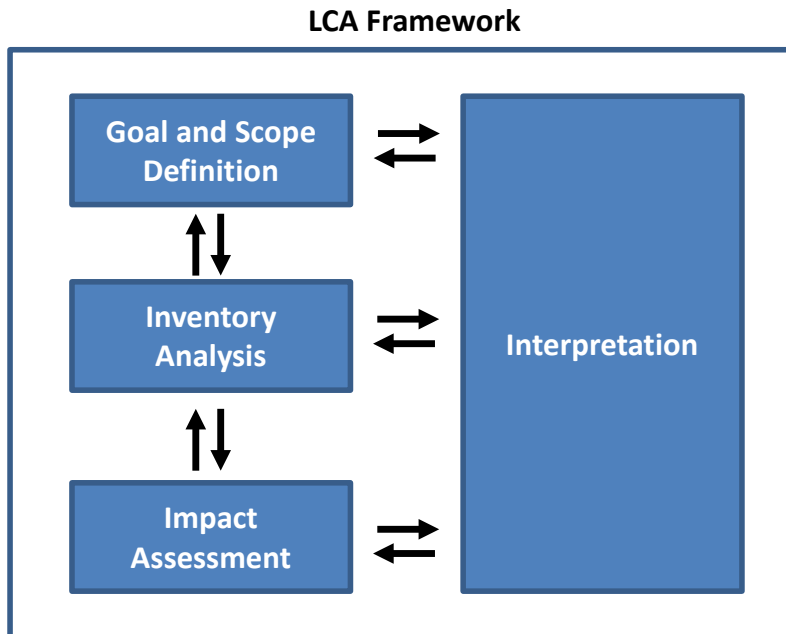 LCA Framework
Goal and Scope
Definition
Inventory
Analysis
Interpretation
Impact
Assessment